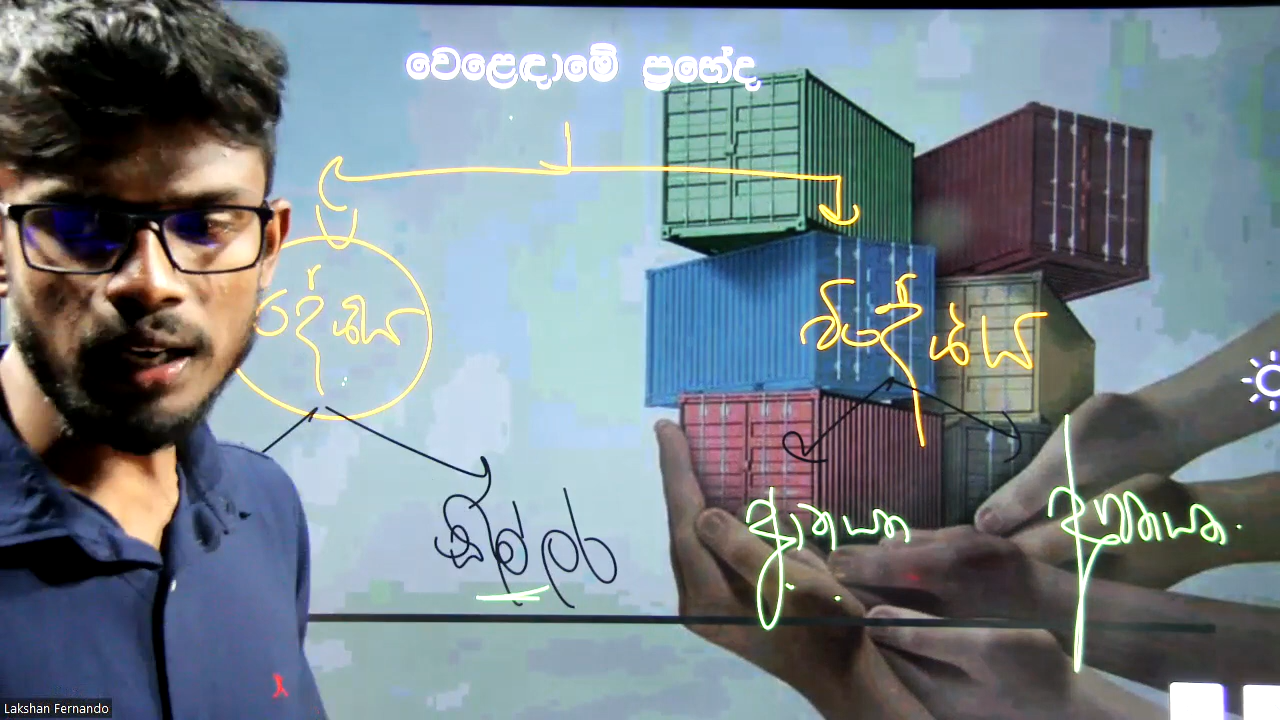 වෙළෙඳාමේ ප්‍රභේද
දේශීය
විදේශීය
සිල්ලර
ආනයන
අපනයන
Lakshan Fernando